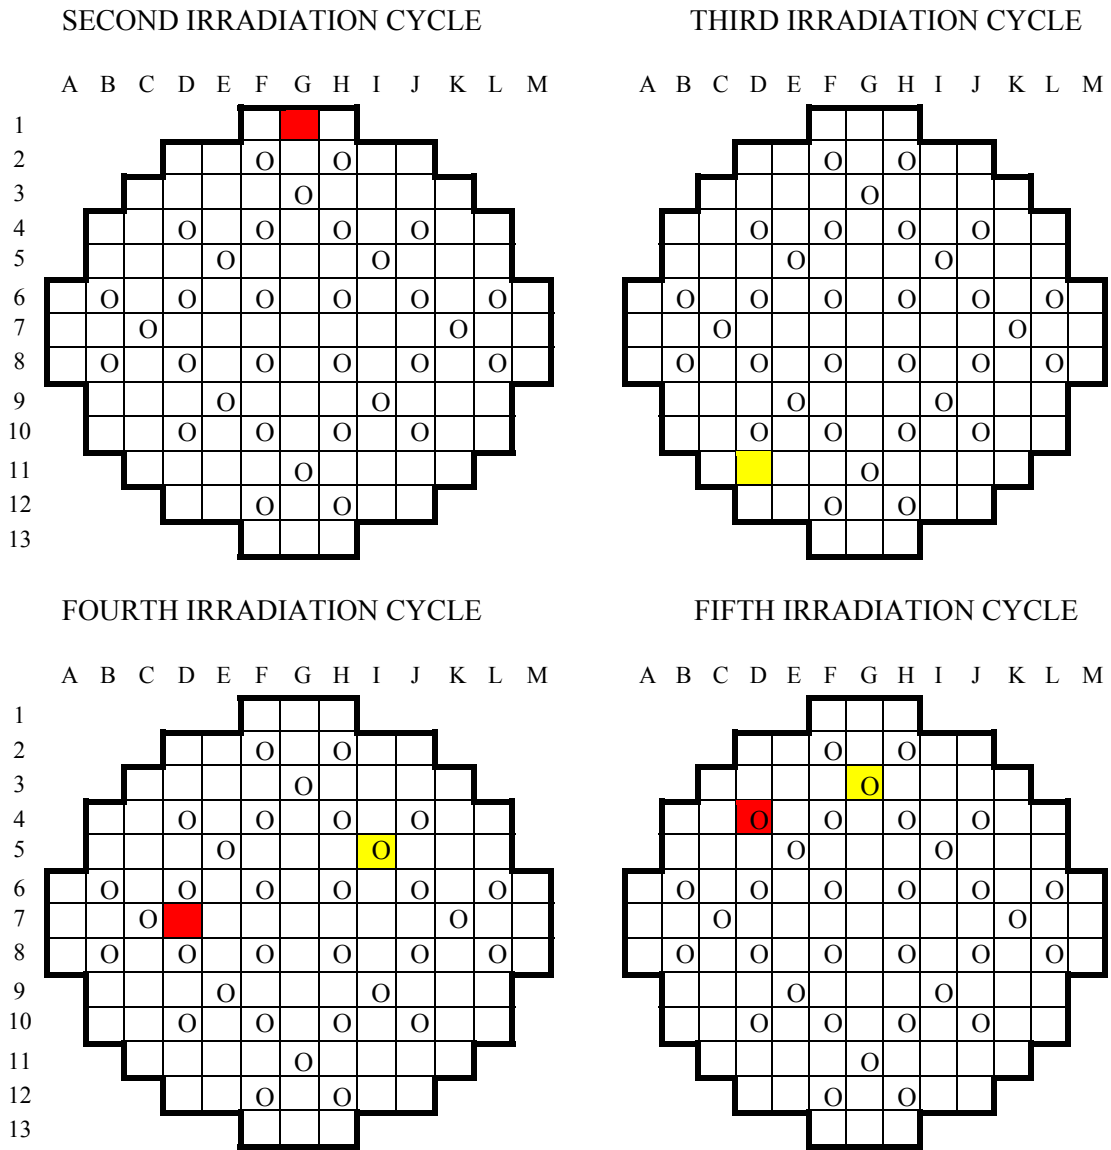 SECOND IRRADIATION CYCLE
A B C D E F G H I J K L M
1
2 O O
3 O
4 O O O O
5 O O
6 O O O O O O
7 O O
8 O O O O O O
9 O O
10 O O O O
11 O
12 O O
13
THIRD IRRADIATION CYCLE
A B C D E F G H I J K L M
O O
O
O O O O
O O
O O O O O O
O O
O O O O O O
O O
O O O O
O
O O
FOURTH IRRADIATION CYCLE
A B C D E F G H I J K L M
1
2 O O
3 O
4 O O O O
5 O O
6 O O O O O O
7 O O
8 O O O O O O
9 O O
10 O O O O
11 O
12 O O
13
FIFTH IRRADIATION CYCLE
A B C D E F G H I J K L M
O O
O
O O O O
O O
O O O O O O
O O
O O O O O O
O O
O O O O
O
O O